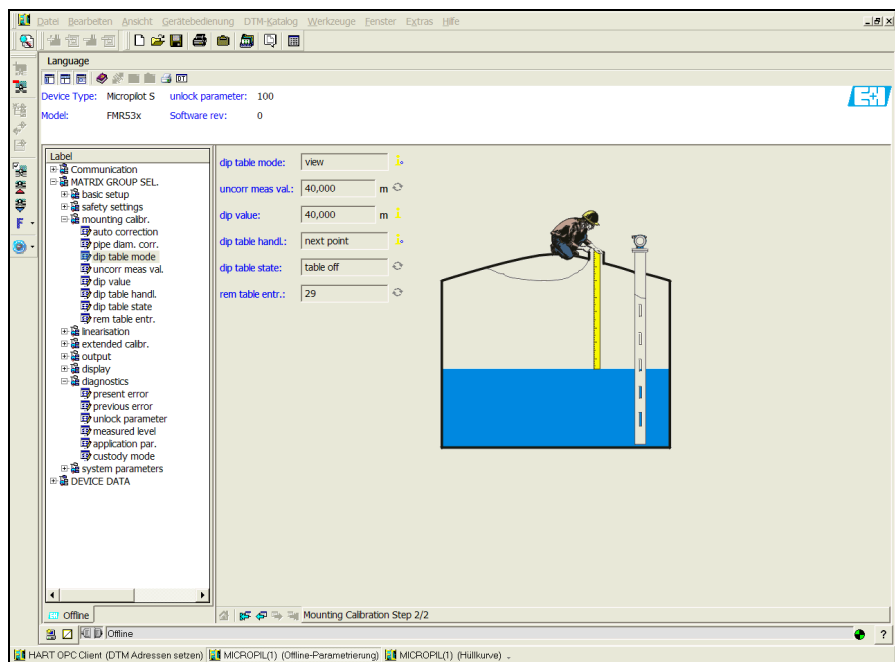 Datei Bearbeiten Ansicht Gerätebedienung DTM-Katalog Werkzeuge Fenster Extras Hilfe
Language
Device Type: Micropilot S unlock parameter: 100
Model: FMR53x Software rev: 0
E+H
Label
Communication
MATRIX GROUP SEL.
basic setup
safety settings
mounting calibr.
auto correction
pipe diam. corr.
dip table mode
uncorr meas val.
dip value
dip table handl.
dip table state
rem table entr.
linearisation
extended calibr.
output
display
diagnostics
present error
previous error
unlock parameter
measured level
application par.
custody mode
system parameters
DEVICE DATA
dip table mode: view
uncorr meas val.: 40,000 m
dip value: 40,000 m
dip table handl.: next point
dip table state: table off
rem table entr.: 29
Offline
Mounting Calibration Step 2/2
Offline
HART OPC Client (DTM Adressen setzen) MICROPIL(1) (Offline-Parametrierung) MICROPIL(1) (Hüllkurve)